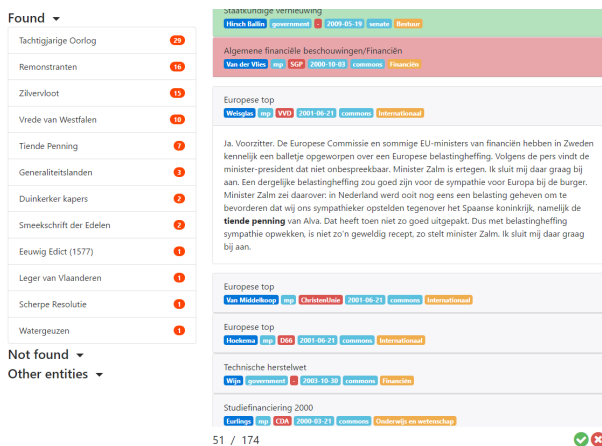 Found
Tachtigjarige Oorlog 29
Remonstranten 16
Zilvervloot 15
Vrede van Westfalen 10
Tiende Penning 7
Generaliteitslanden 3
Duinkerker kapers 2
Smeekschrift der Edelen 2
Eeuwig Edict (1577) 1
Leger van Vlaanderen 1
Scherpe Resolutie 1
Watergeuzen 1
Not found
Other entities
Staatkundige vernieuwing
Hirsch Ballin government - 2009-05-19 senate Bestuur
Algemene financiële beschouwingen/Financiën
Van der Vlies mp SGP 2000-10-03 commons Financiën
Europese top
Weisglas mp VVD 2001-06-21 commons Internationaal
Ja. Voorzitter. De Europese Commissie en sommige EU-ministers van financiën hebben in Zweden
kennelijk een balletje opgeworpen over een Europese belastingheffing. Volgens de pers vindt de
minister-president dat niet onbespreekbaar. Minister Zalm is ertegen. Ik sluit mij daar graag bij
aan. Een dergelijke belastingheffing zou goed zijn voor de sympathie voor Europa bij de burger.
Minister Zalm zei daarover: in Nederland werd ooit nog eens een belasting geheven om te
bevorderen dat wij ons sympathieker opstelden tegenover het Spaanse koninkrijk, namelijk de
tiende penning van Alva. Dat heeft toen niet zo goed uitgepakt. Dus met belastingheffing
sympathie opwekken, is niet zo'n geweldig recept, zo stelt minister Zalm. Ik sluit mij daar graag
bij aan.
Europese top
Van Middelkoop mp ChristenUnie 2001-06-21 commons Internationaal
Europese top
Hoekema mp D66 2001-06-21 commons Internationaal
Technische herstelwet
Wijn government - 2003-10-30 commons Financiën
Studiefinanciering 2000
Eurlings mp CDA 2000-03-21 commons Onderwijs en wetenschap
51 / 174